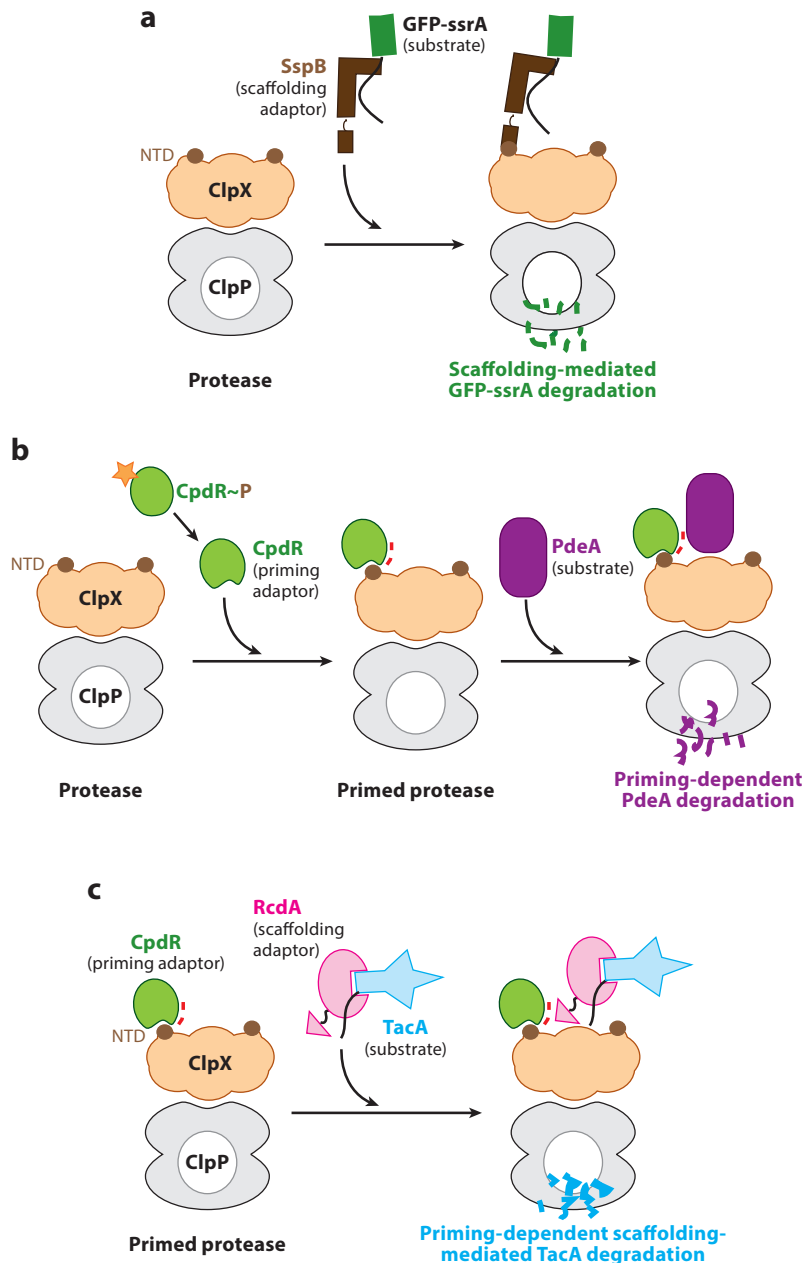 a
GFP-ssrA
(substrate)
SspB
(scaffolding
adaptor)
NTD
ClpX
ClpP
Protease
Scaffolding-mediated
GFP-ssrA degradation
b
CpdR~P
CpdR
(priming
adaptor)
PdeA
(substrate)
NTD
ClpX
ClpP
Protease
Primed protease
Priming-dependent
PdeA degradation
c
RcdA
(scaffolding
adaptor)
CpdR
(priming adaptor)
TacA
(substrate)
NTD
ClpX
ClpP
Primed protease
Priming-dependent scaffolding-
mediated TacA degradation